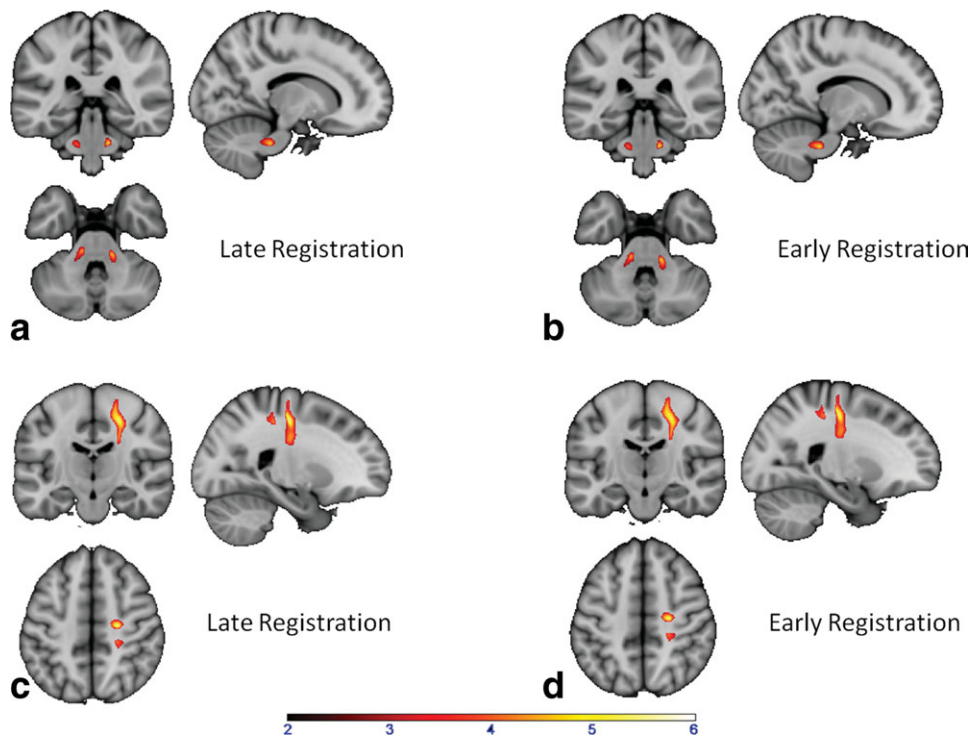 Late Registration
Early Registration
a
b
Late Registration
Early Registration
c
d
2 3 4 5 6